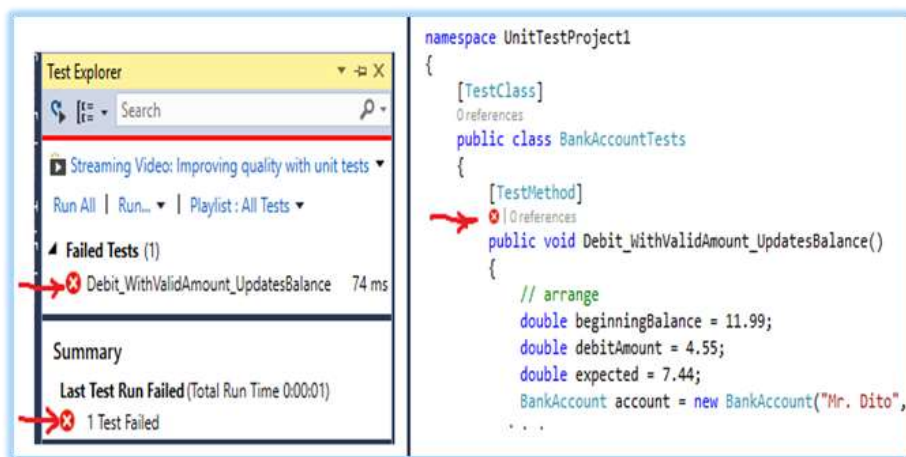 Test Explorer
Search
Streaming Video: Improving quality with unit tests
Run All | Run... | Playlist : All Tests
Failed Tests (1)
Debit_WithValidAmount_UpdatesBalance 74 ms
Summary
Last Test Run Failed (Total Run Time 0:00:01)
1 Test Failed
namespace UnitTestProject1
{
[TestClass]
0 references
public class BankAccountTests
{
[TestMethod]
| 0 references
public void Debit_WithValidAmount_UpdatesBalance()
{
// arrange
double beginningBalance = 11.99;
double debitAmount = 4.55;
double expected = 7.44;
BankAccount account = new BankAccount("Mr. Dito",
. . .